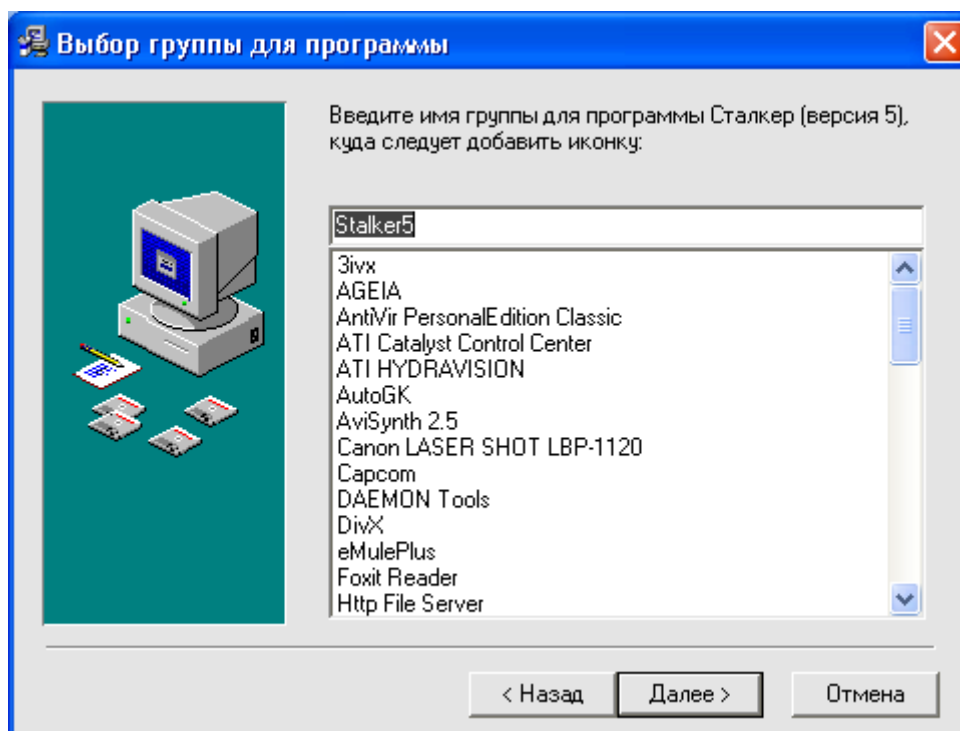 Выбор группы для программы
Введите имя группы для программы Сталкер (версия 5),
куда следует добавить иконку:
Stalker5
3ivx
AGEIA
AntiVir PersonalEdition Classic
ATI Catalyst Control Center
ATI HYDRAVISION
AutoGK
AviSynth 2.5
Canon LASER SHOT LBP-1120
Capcom
DAEMON Tools
DivX
eMulePlus
Foxit Reader
Http File Server
< Назад
Далее >
Отмена